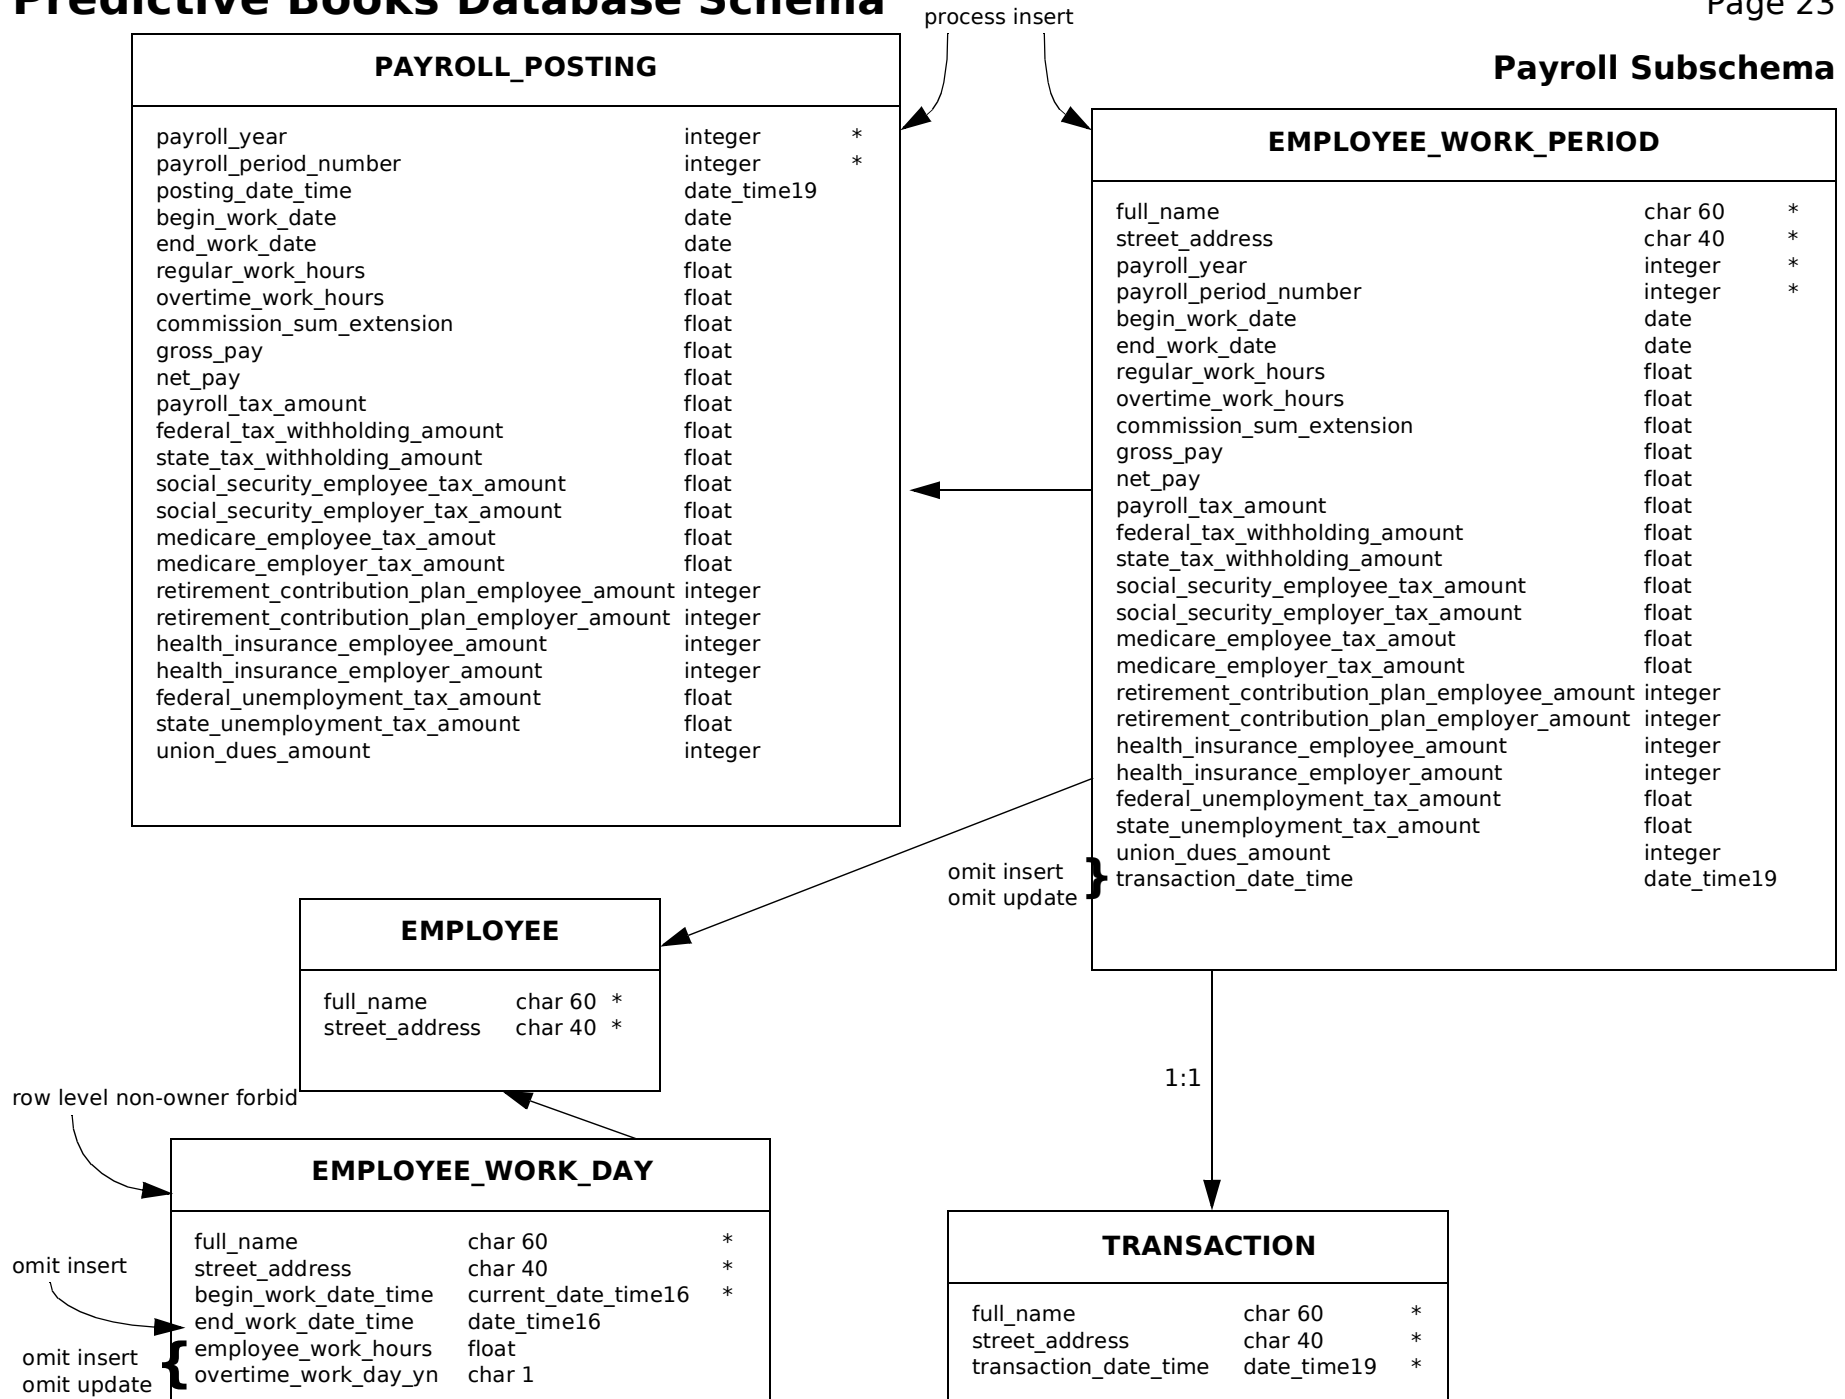 Predictive Books Database Schema
Page 23
process insert
Payroll Subschema
PAYROLL_POSTING
payroll_year integer *
payroll_period_number integer *
posting_date_time date_time19
begin_work_date date
end_work_date date
regular_work_hours float
overtime_work_hours float
commission_sum_extension float
gross_pay float
net_pay float
payroll_tax_amount float
federal_tax_withholding_amount float
state_tax_withholding_amount float
social_security_employee_tax_amount float
social_security_employer_tax_amount float
medicare_employee_tax_amout float
medicare_employer_tax_amount float
retirement_contribution_plan_employee_amount integer
retirement_contribution_plan_employer_amount integer
health_insurance_employee_amount integer
health_insurance_employer_amount integer
federal_unemployment_tax_amount float
state_unemployment_tax_amount float
union_dues_amount integer
EMPLOYEE_WORK_PERIOD
full_name char 60 *
street_address char 40 *
payroll_year integer *
payroll_period_number integer *
begin_work_date date
end_work_date date
regular_work_hours float
overtime_work_hours float
commission_sum_extension float
gross_pay float
net_pay float
payroll_tax_amount float
federal_tax_withholding_amount float
state_tax_withholding_amount float
social_security_employee_tax_amount float
social_security_employer_tax_amount float
medicare_employee_tax_amout float
medicare_employer_tax_amount float
retirement_contribution_plan_employee_amount integer
retirement_contribution_plan_employer_amount integer
health_insurance_employee_amount integer
health_insurance_employer_amount integer
federal_unemployment_tax_amount float
state_unemployment_tax_amount float
union_dues_amount integer
transaction_date_time date_time19
omit insert
omit update }
EMPLOYEE
full_name char 60 *
street_address char 40 *
1:1
row level non-owner forbid
EMPLOYEE_WORK_DAY
full_name char 60 *
street_address char 40 *
begin_work_date_time current_date_time16 *
end_work_date_time date_time16
employee_work_hours float
overtime_work_day_yn char 1
omit insert
omit insert
omit update {
TRANSACTION
full_name char 60 *
street_address char 40 *
transaction_date_time date_time19 *